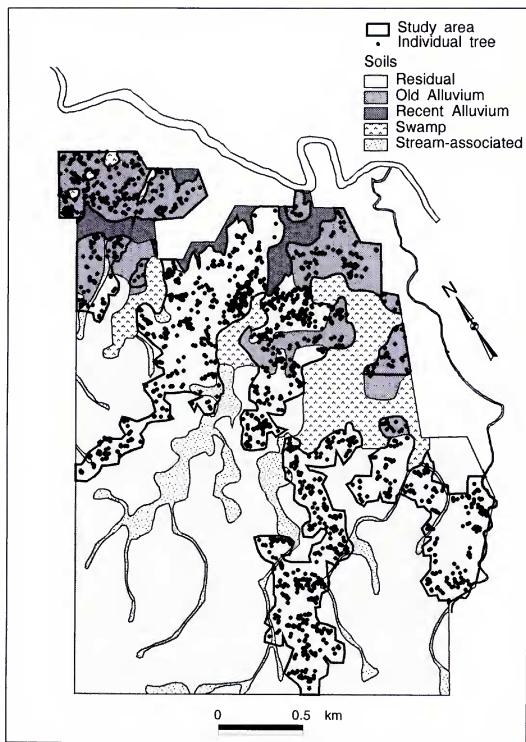 Study area
Individual tree
Soils
Residual
Old Alluvium
Recent Alluvium
Swamp
Stream-associated
N
0 0.5 km